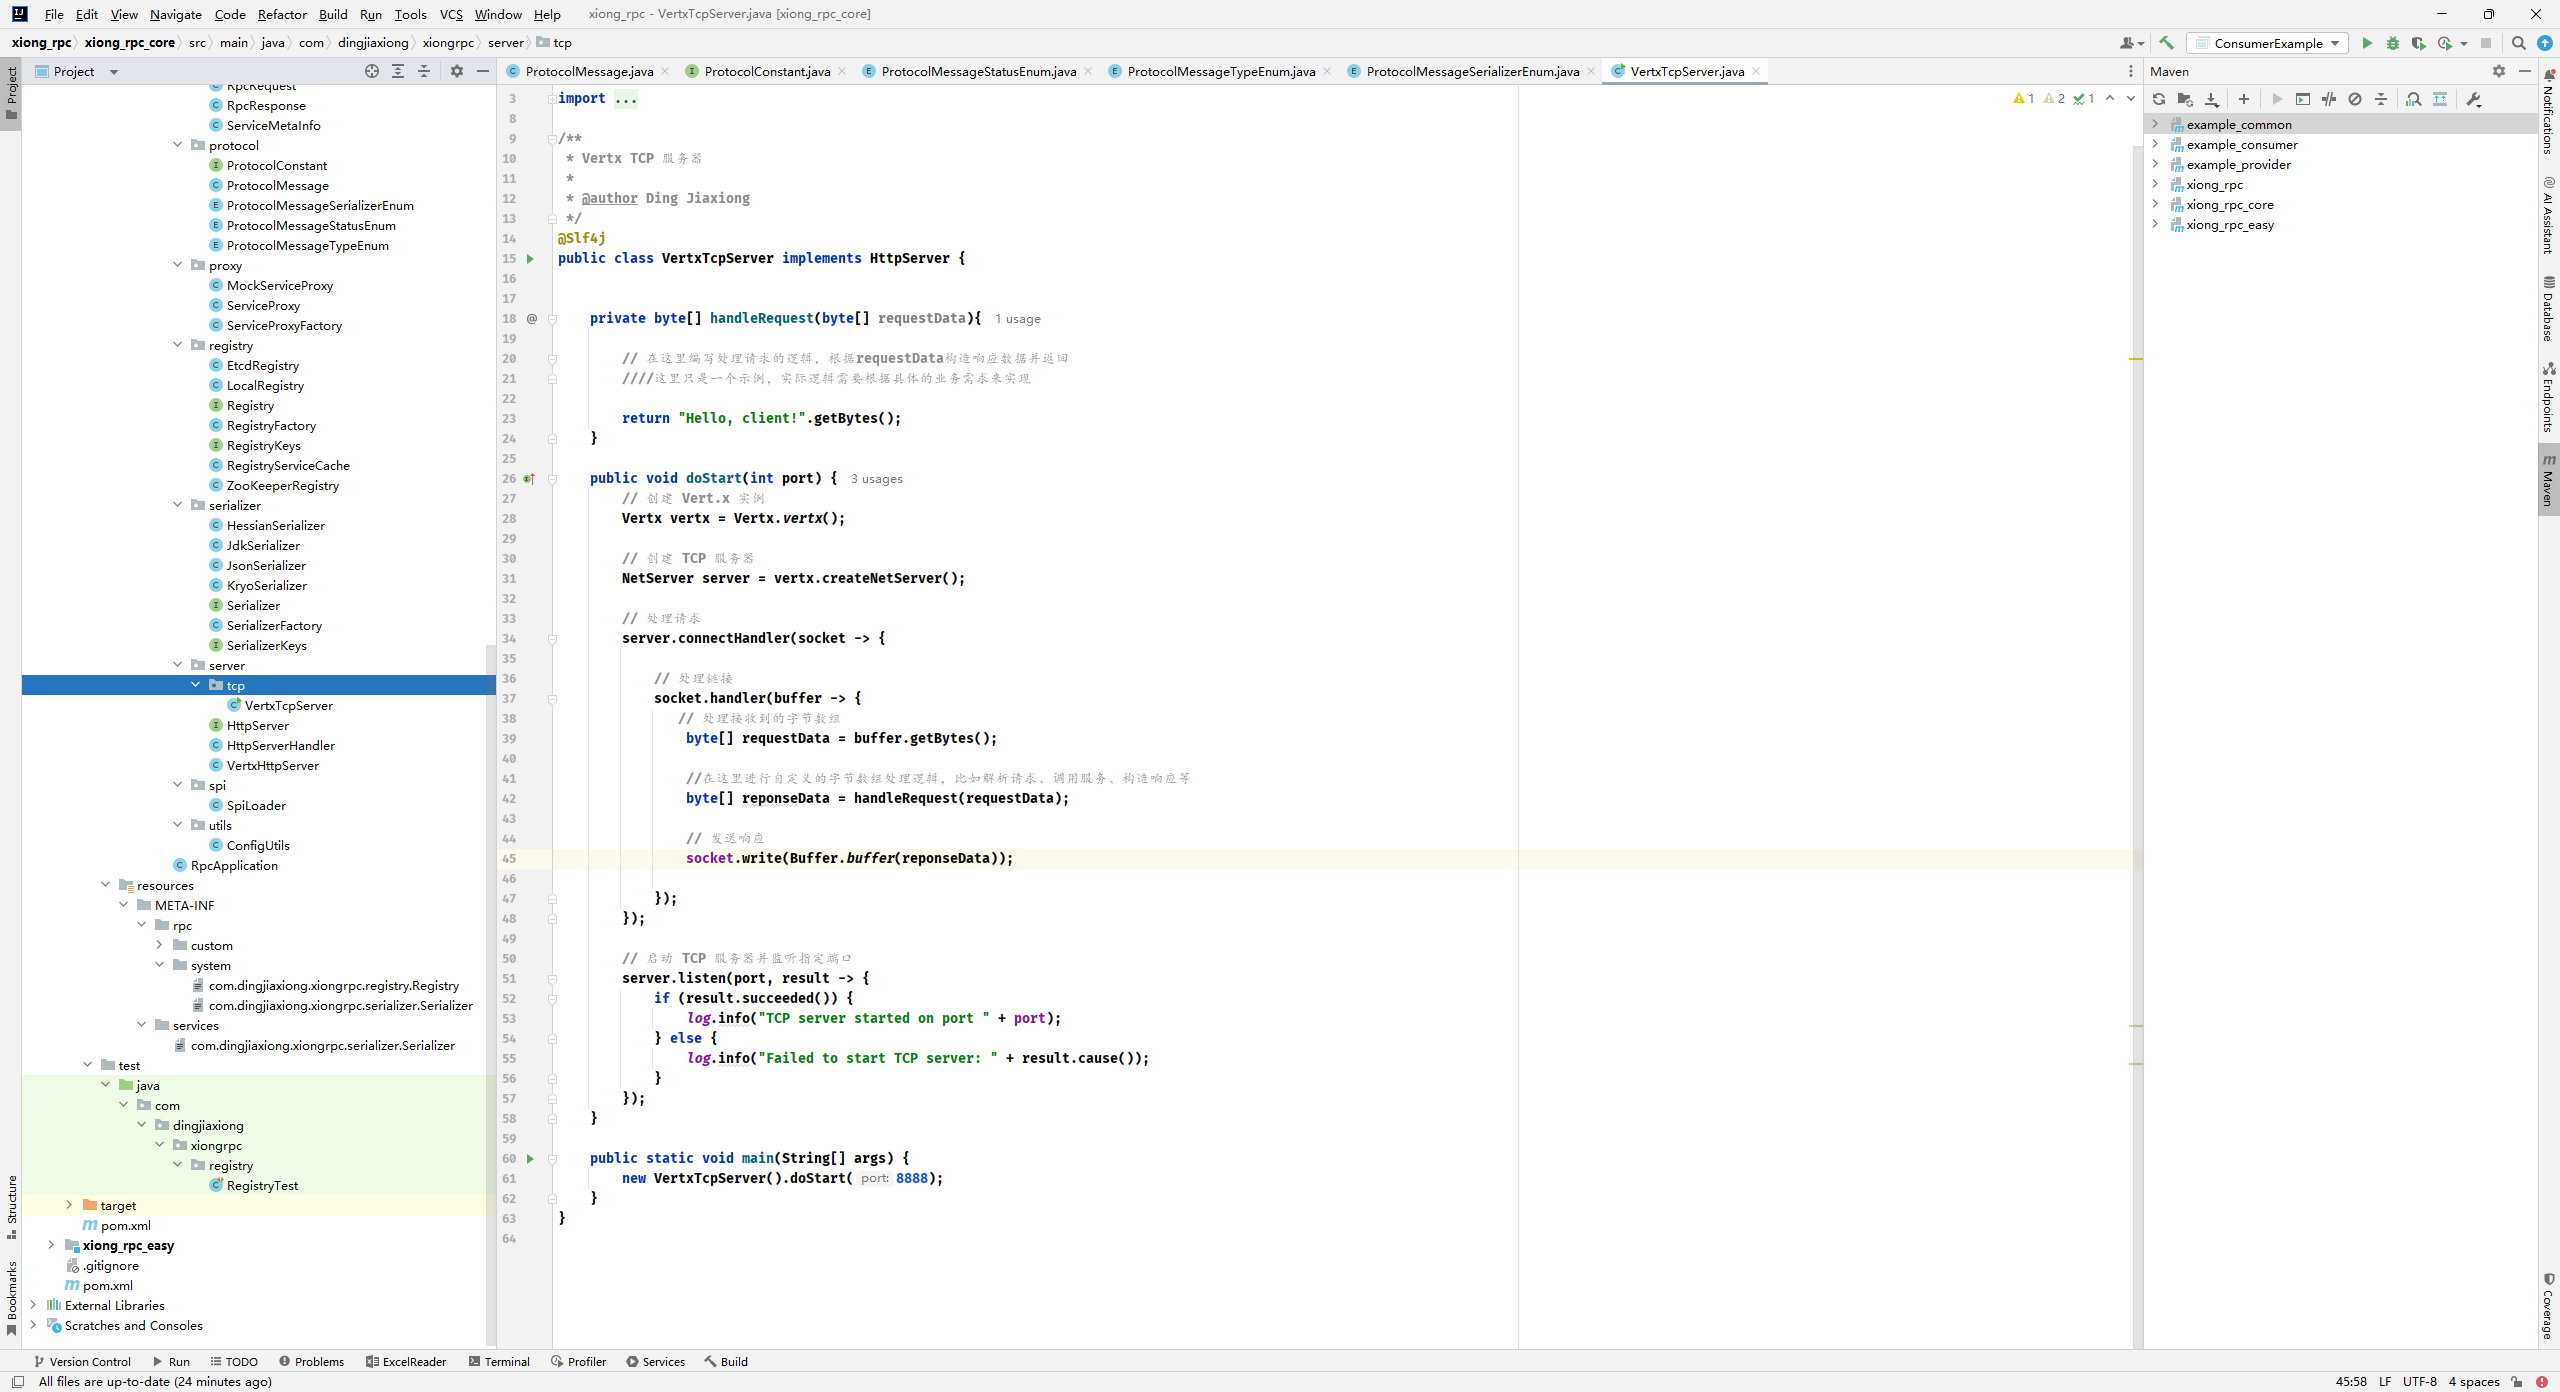 File Edit View Navigate Code Refactor Build Run Tools VCS Window Help xiong_rpc - VertxTcpServer.java [xiong_rpc_core]
xiong_rpc xiong_rpc_core src main java com dingjiaxiong xiongrpc server tcp ConsumerExample
Project
Project
RpcRequest
RpcResponse
ServiceMetaInfo
protocol
ProtocolConstant
ProtocolMessage
ProtocolMessageSerializerEnum
ProtocolMessageStatusEnum
ProtocolMessageTypeEnum
proxy
MockServiceProxy
ServiceProxy
ServiceProxyFactory
registry
EtcdRegistry
LocalRegistry
Registry
RegistryFactory
RegistryKeys
RegistryServiceCache
ZooKeeperRegistry
serializer
HessianSerializer
JdkSerializer
JsonSerializer
KryoSerializer
Serializer
SerializerFactory
SerializerKeys
server
tcp
VertxTcpServer
HttpServer
HttpServerHandler
VertxHttpServer
spi
SpiLoader
utils
ConfigUtils
RpcApplication
resources
META-INF
rpc
custom
system
com.dingjiaxiong.xiongrpc.registry.Registry
com.dingjiaxiong.xiongrpc.serializer.Serializer
services
com.dingjiaxiong.xiongrpc.serializer.Serializer
test
java
com
dingjiaxiong
xiongrpc
registry
RegistryTest
target
pom.xml
xiong_rpc_easy
.gitignore
pom.xml
External Libraries
Scratches and Consoles
Structure
Bookmarks
ProtocolMessage.java ProtocolConstant.java ProtocolMessageStatusEnum.java ProtocolMessageTypeEnum.java ProtocolMessageSerializerEnum.java VertxTcpServer.java
1 2 1
3 import ...
8
9 /**
10 * Vertx TCP 服务器
11 *
12 * @author Ding Jiaxiong
13 */
14 @Slf4j
15 public class VertxTcpServer implements HttpServer {
16
17
18 private byte[] handleRequest(byte[] requestData){ 1 usage
19
20 // 在这里编写处理请求的逻辑，根据requestData构造响应数据并返回
21 ////这里只是一个示例，实际逻辑需要根据具体的业务需求来实现
22
23 return "Hello, client!".getBytes();
24 }
25
26 public void doStart(int port) { 3 usages
27 // 创建 Vert.x 实例
28 Vertx vertx = Vertx.vertx();
29
30 // 创建 TCP 服务器
31 NetServer server = vertx.createNetServer();
32
33 // 处理请求
34 server.connectHandler(socket -> {
35
36 // 处理链接
37 socket.handler(buffer -> {
38 // 处理接收到的字节数组
39 byte[] requestData = buffer.getBytes();
40
41 //在这里进行自定义的字节数组处理逻辑，比如解析请求、调用服务、构造响应等
42 byte[] reponseData = handleRequest(requestData);
43
44 // 发送响应
45 socket.write(Buffer.buffer(reponseData));
46
47 });
48 });
49
50 // 启动 TCP 服务器并监听指定端口
51 server.listen(port, result -> {
52 if (result.succeeded()) {
53 log.info("TCP server started on port " + port);
54 } else {
55 log.info("Failed to start TCP server: " + result.cause());
56 }
57 });
58 }
59
60 public static void main(String[] args) {
61 new VertxTcpServer().doStart( port: 8888);
62 }
63 }
64
Maven
example_common
example_consumer
example_provider
xiong_rpc
xiong_rpc_core
xiong_rpc_easy
Notifications
AI Assistant
Database
Endpoints
Maven
Coverage
Version Control Run TODO Problems ExcelReader Terminal Profiler Services Build
All files are up-to-date (24 minutes ago) 45:58 LF UTF-8 4 spaces